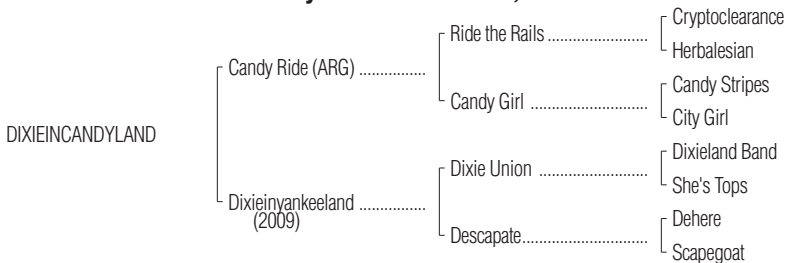 Cryptoclearance
Ride the Rails ....................
Herbalesian
Candy Ride (ARG) ................
Candy Stripes
Candy Girl ........................
City Girl
DIXIEINCANDYLAND
Dixieland Band
Dixie Union ......................
She's Tops
Dixieinyankeeland ................
(2009)
Dehere
Descapate.........................
Scapegoat